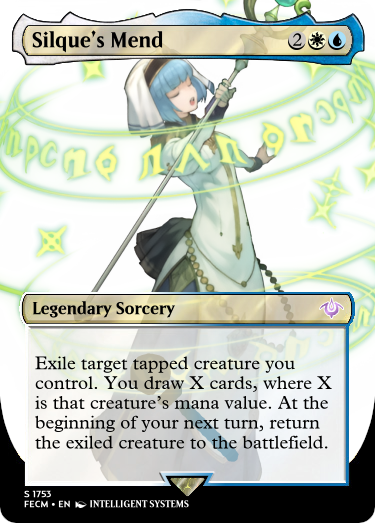 Silque's Mend 2
Legendary Sorcery
Exile target tapped creature you
control. You draw X cards, where X
is that creature's mana value. At the
beginning of your next turn, return
the exiled creature to the battlefield.
S 1753
FECM • EN INTELLIGENT SYSTEMS